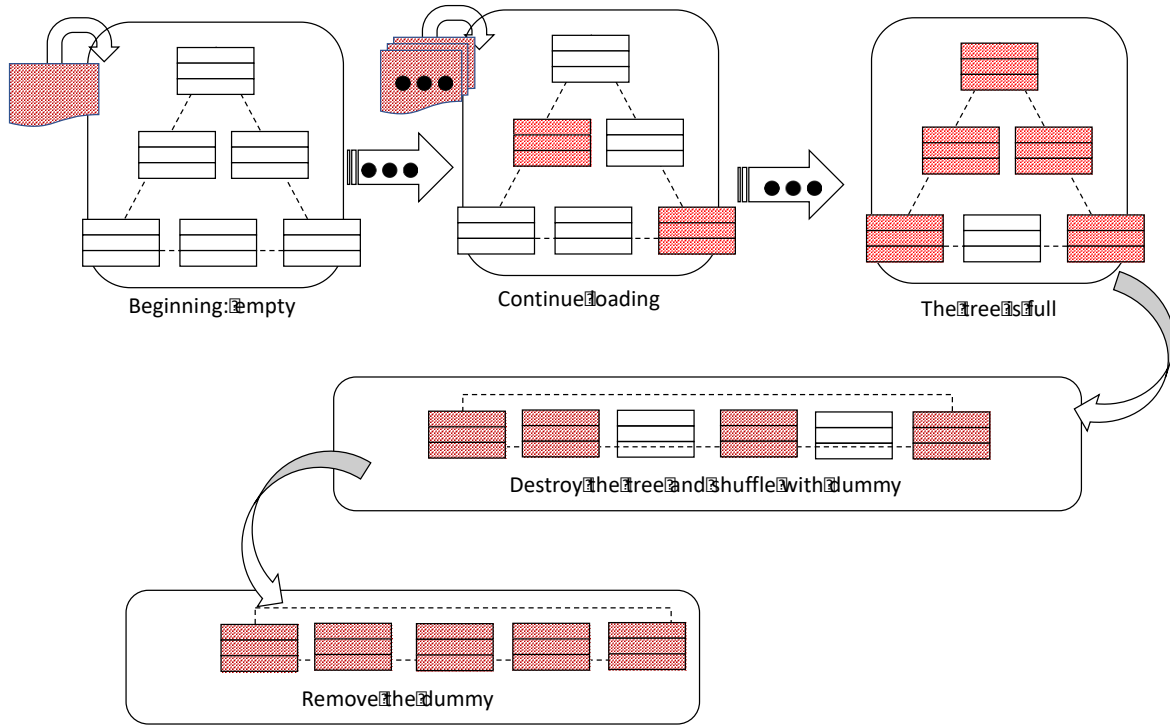 Beginning: empty
Continue loading
The tree is full
Destroy the tree and shuffle with dummy
Remove the dummy